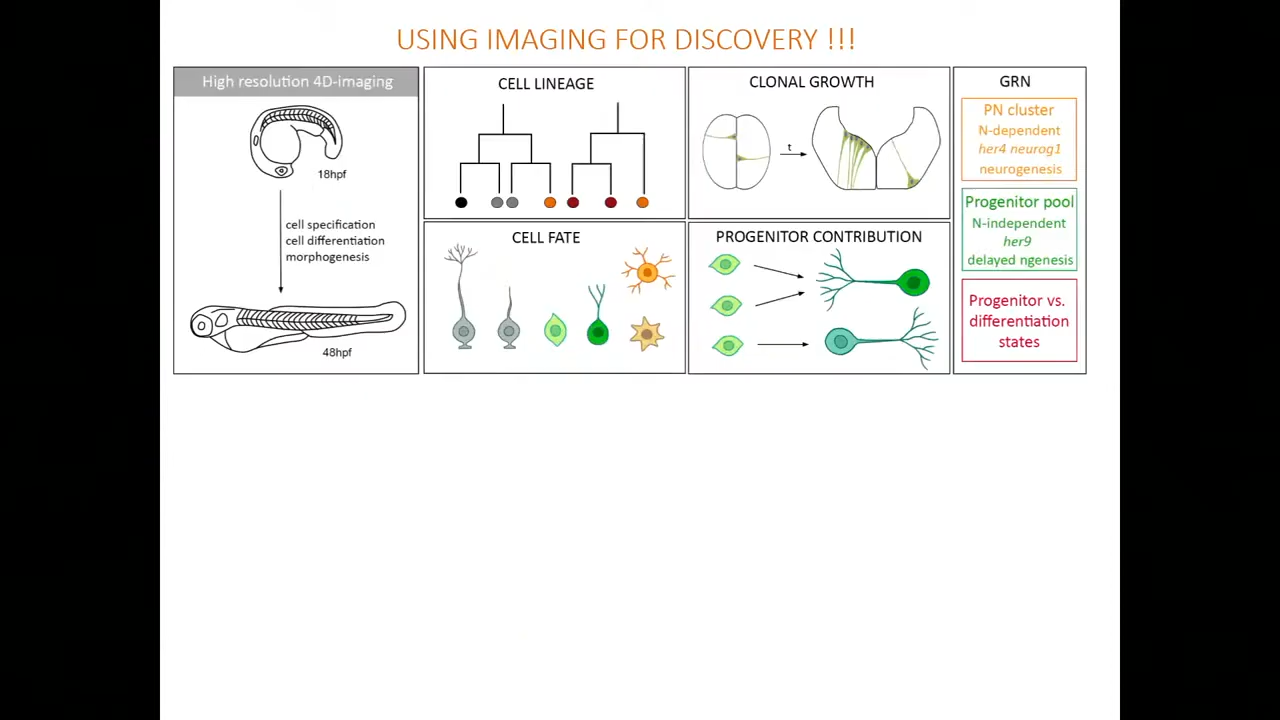 USING IMAGING FOR DISCOVERY !!!
High resolution 4D-imaging
18hpf
cell specification
cell differentiation
morphogenesis
48hpf
CELL LINEAGE
CLONAL GROWTH
t
CELL FATE
PROGENITOR CONTRIBUTION
GRN
PN cluster
N-dependent
her4 neurog1
neurogenesis
Progenitor pool
N-independent
her9
delayed ngenesis
Progenitor vs.
differentiation
states